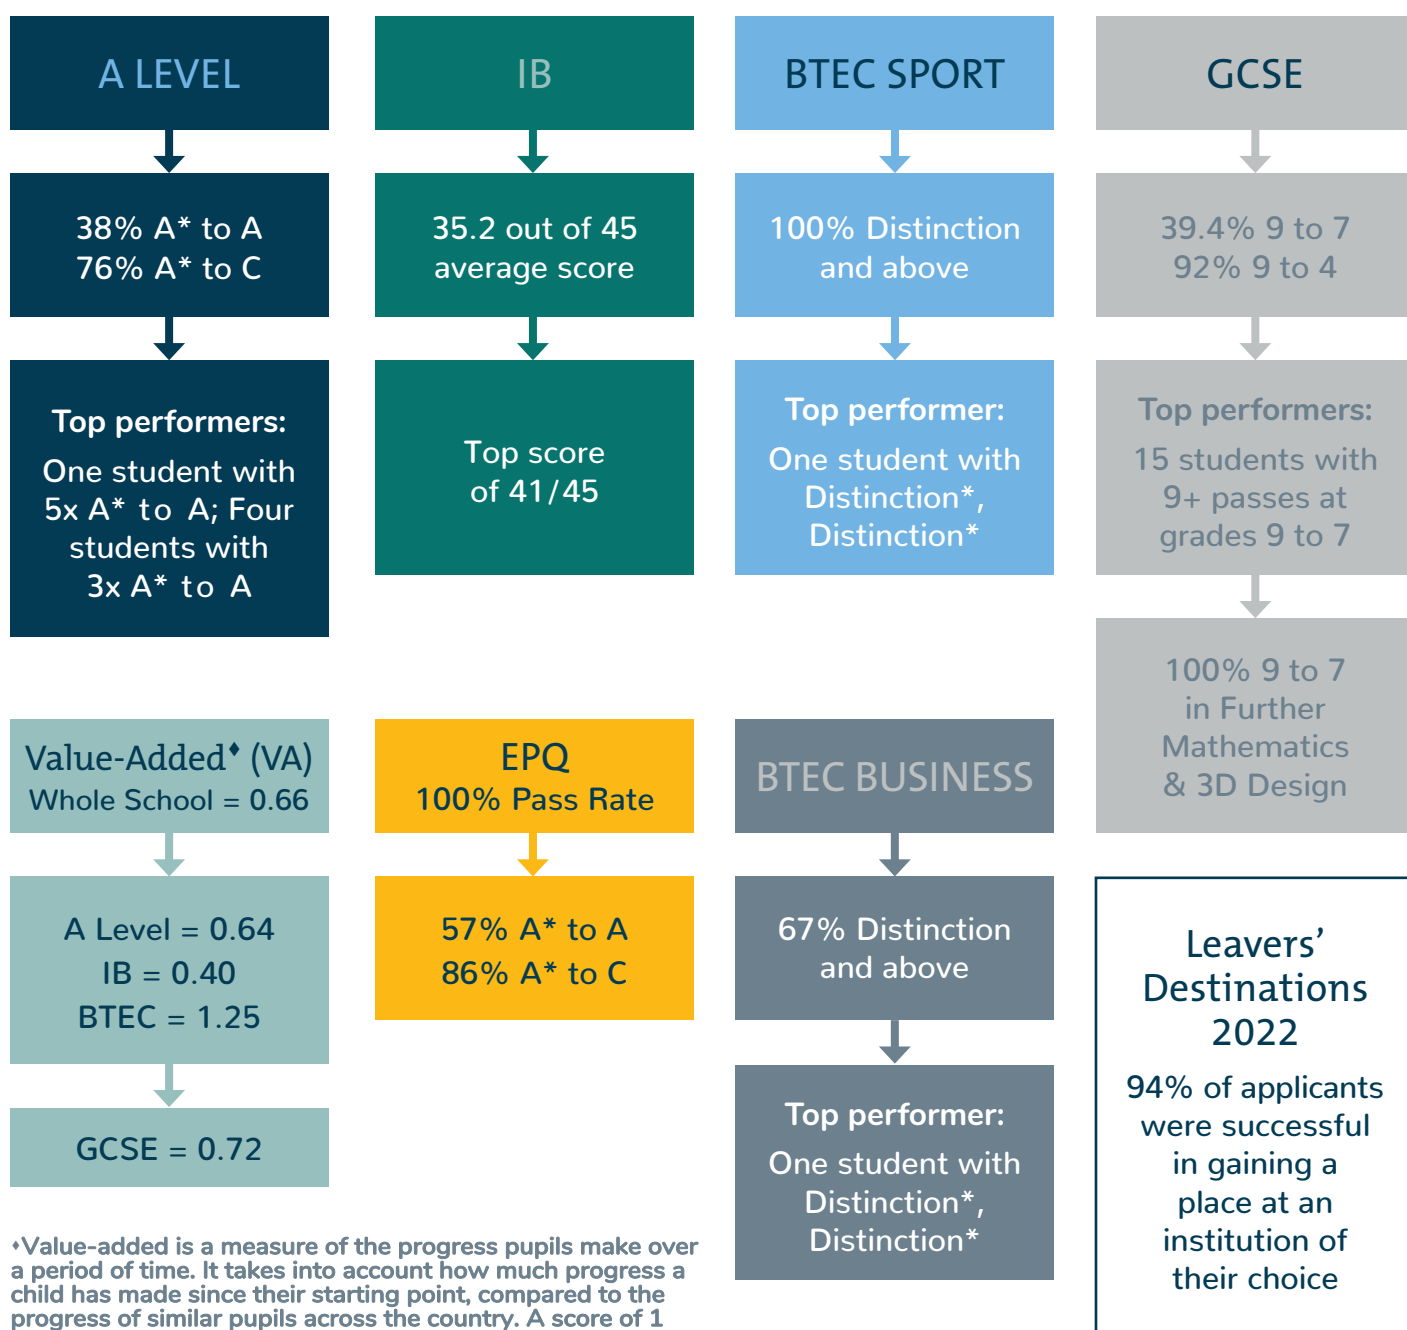 A LEVEL
38% A* to A
76% A* to C
Top performers:
One student with
5x A* to A; Four
students with
3x A* to A
IB
35.2 out of 45
average score
Top score
of 41/45
BTEC SPORT
100% Distinction
and above
Top performer:
One student with
Distinction*,
Distinction*
GCSE
39.4% 9 to 7
92% 9 to 4
Top performers:
15 students with
9+ passes at
grades 9 to 7
100% 9 to 7
in Further
Mathematics
& 3D Design
Value-Added♦ (VA)
Whole School = 0.66
A Level = 0.64
IB = 0.40
BTEC = 1.25
GCSE = 0.72
♦Value-added is a measure of the progress pupils make over
a period of time. It takes into account how much progress a
child has made since their starting point, compared to the
progress of similar pupils across the country. A score of 1
EPQ
100% Pass Rate
57% A* to A
86% A* to C
BTEC BUSINESS
67% Distinction
and above
Top performer:
One student with
Distinction*,
Distinction*
Leavers’
Destinations
2022
94% of applicants
were successful
in gaining a
place at an
institution of
their choice